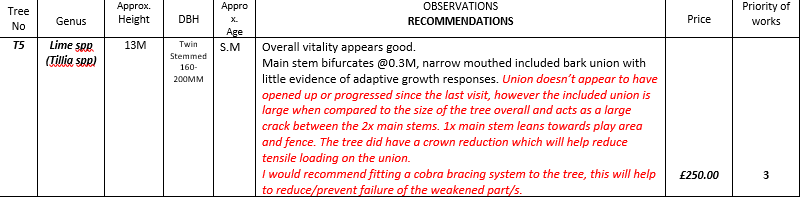 Tree No
Genus
Approx. Height
DBH
Appro x. Age
OBSERVATIONS
RECOMMENDATIONS
Price
Priority of works
T5
Lime spp
(Tillia spp)
13M
Twin
Stemmed
160-
200MM
S.M
Overall vitality appears good.
Main stem bifurcates @0.3M, narrow mouthed included bark union with
little evidence of adaptive growth responses. Union doesn't appear to have
opened up or progressed since the last visit, however the included union is
large when compared to the size of the tree overall and acts as a large
crack between the 2x main stems. 1x main stem leans towards play area
and fence. The tree did have a crown reduction which will help reduce
tensile loading on the union.
I would recommend fitting a cobra bracing system to the tree, this will help
to reduce/prevent failure of the weakened part/s.
£250.00
3